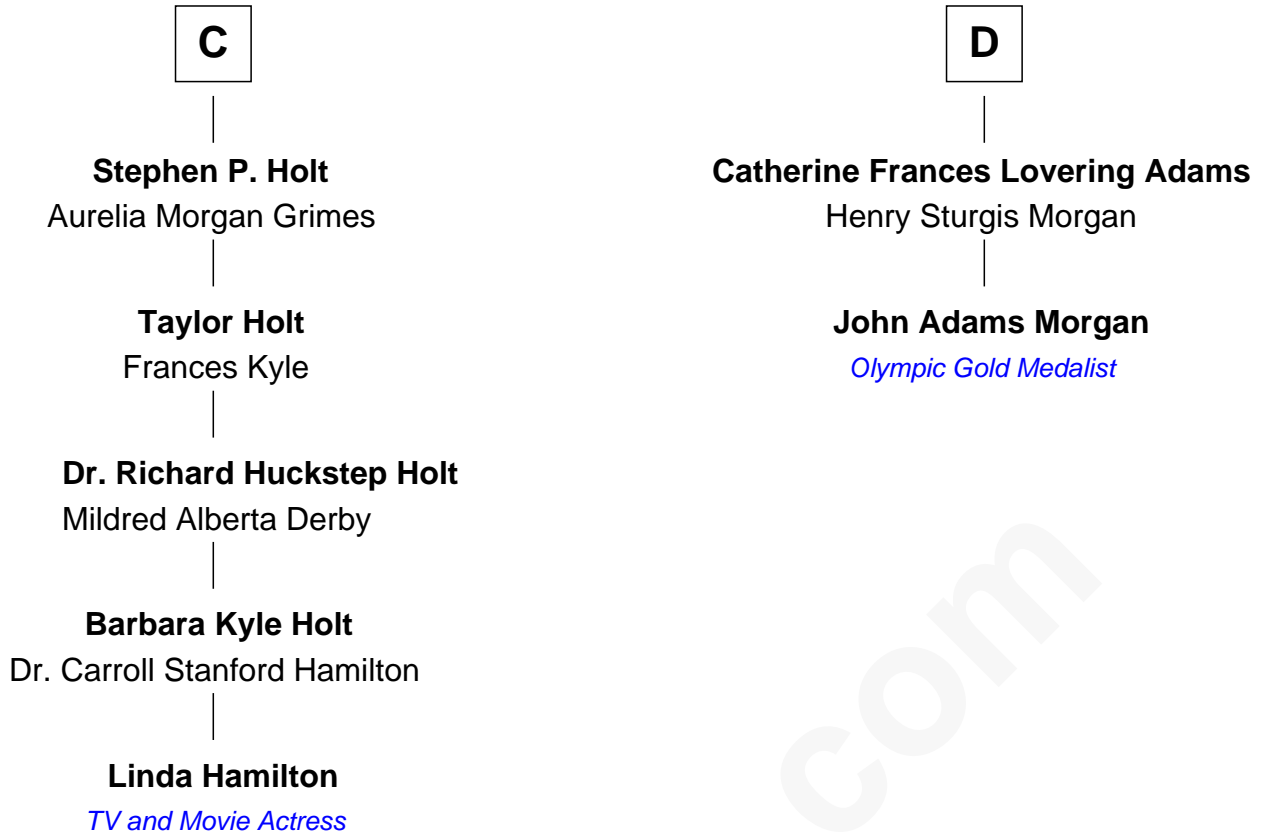 C
Stephen P. Holt
Aurelia Morgan Grimes
Taylor Holt
Frances Kyle
Dr. Richard Huckstep Holt
Mildred Alberta Derby
Barbara Kyle Holt
Dr. Carroll Stanford Hamilton
Linda Hamilton
TV and Movie Actress
D
Catherine Frances Lovering Adams
Henry Sturgis Morgan
John Adams Morgan
Olympic Gold Medalist
com